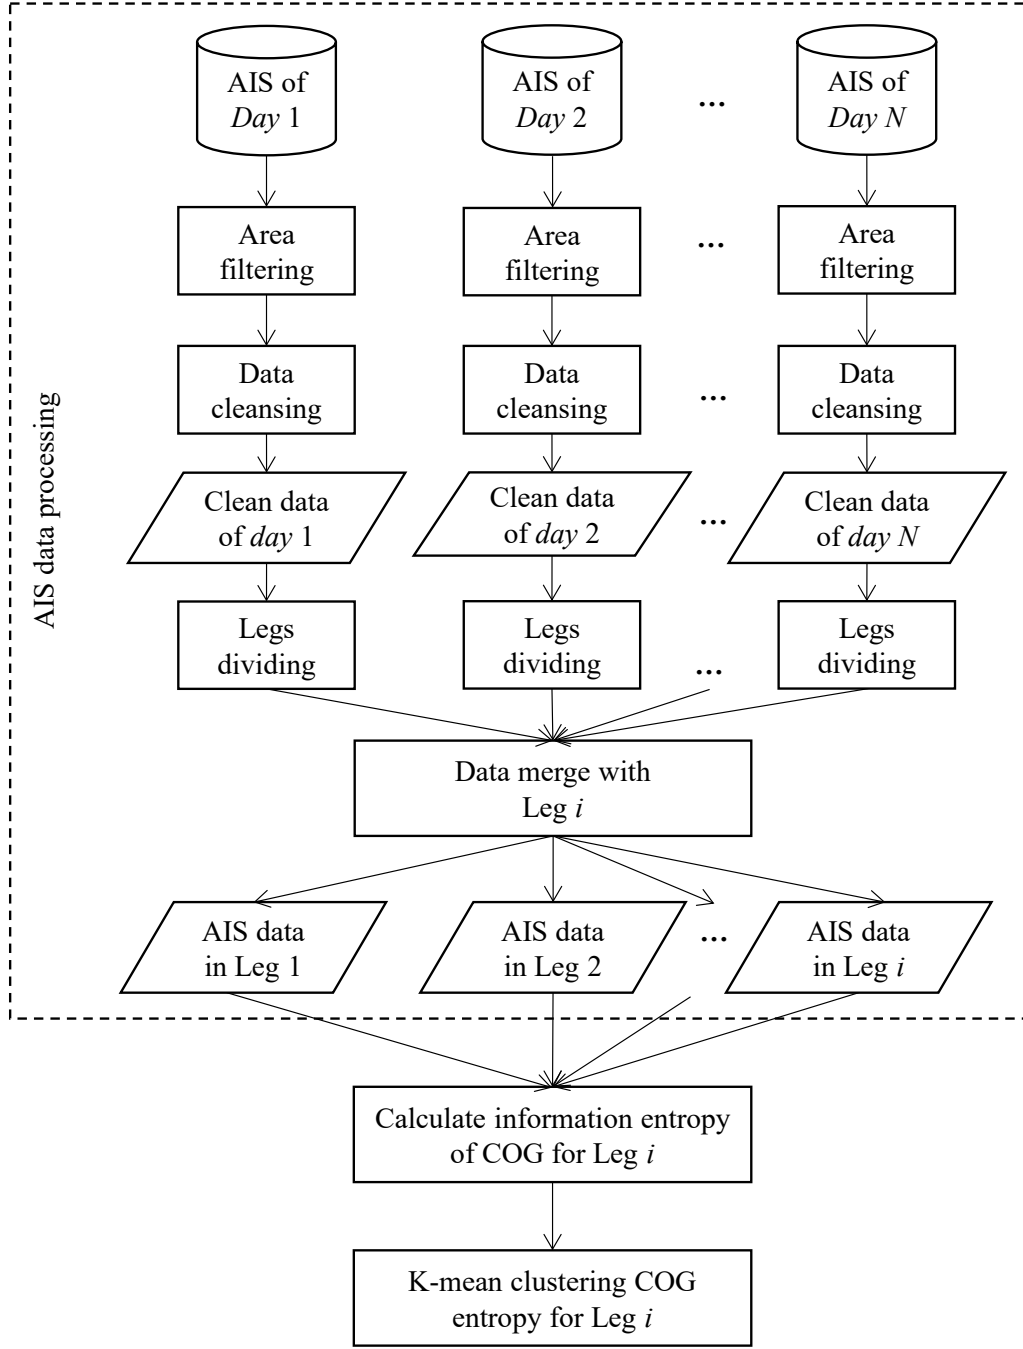 AIS of
Day 1
AIS of
Day 2
...
AIS of
Day N
Area
filtering
Area
filtering
...
Area
filtering
Data
cleansing
Data
cleansing
...
Data
cleansing
AIS data processing
Clean data
of day 1
Clean data
of day 2
...
Clean data
of day N
Legs
dividing
Legs
dividing
...
Legs
dividing
Data merge with
Leg i
AIS data
in Leg 1
AIS data
in Leg 2
...
AIS data
in Leg i
Calculate information entropy
of COG for Leg i
K-mean clustering COG
entropy for Leg i